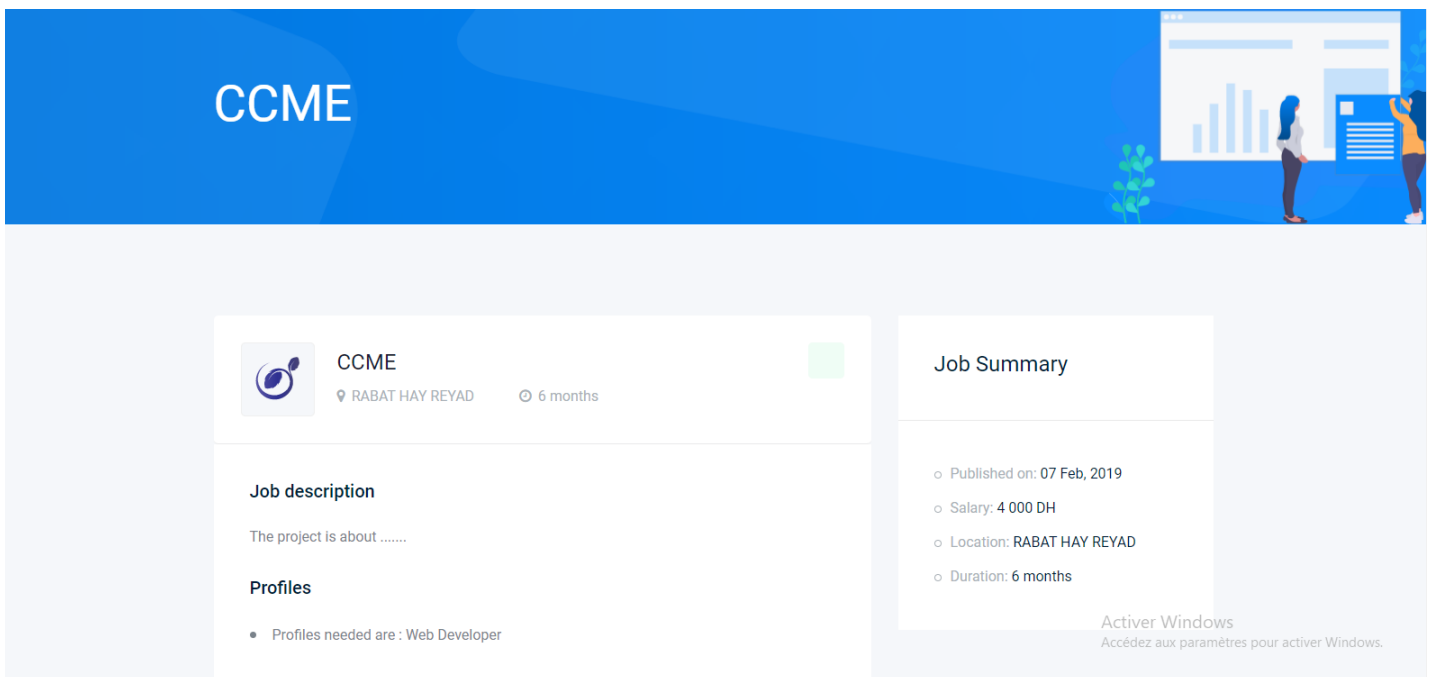 CCME
CCME
RABAT HAY REYAD 6 months
Job description
The project is about .......
Profiles
Profiles needed are : Web Developer
Job Summary
Published on: 07 Feb, 2019
Salary: 4 000 DH
Location: RABAT HAY REYAD
Duration: 6 months
Activer Windows
Accédez aux paramètres pour activer Windows.